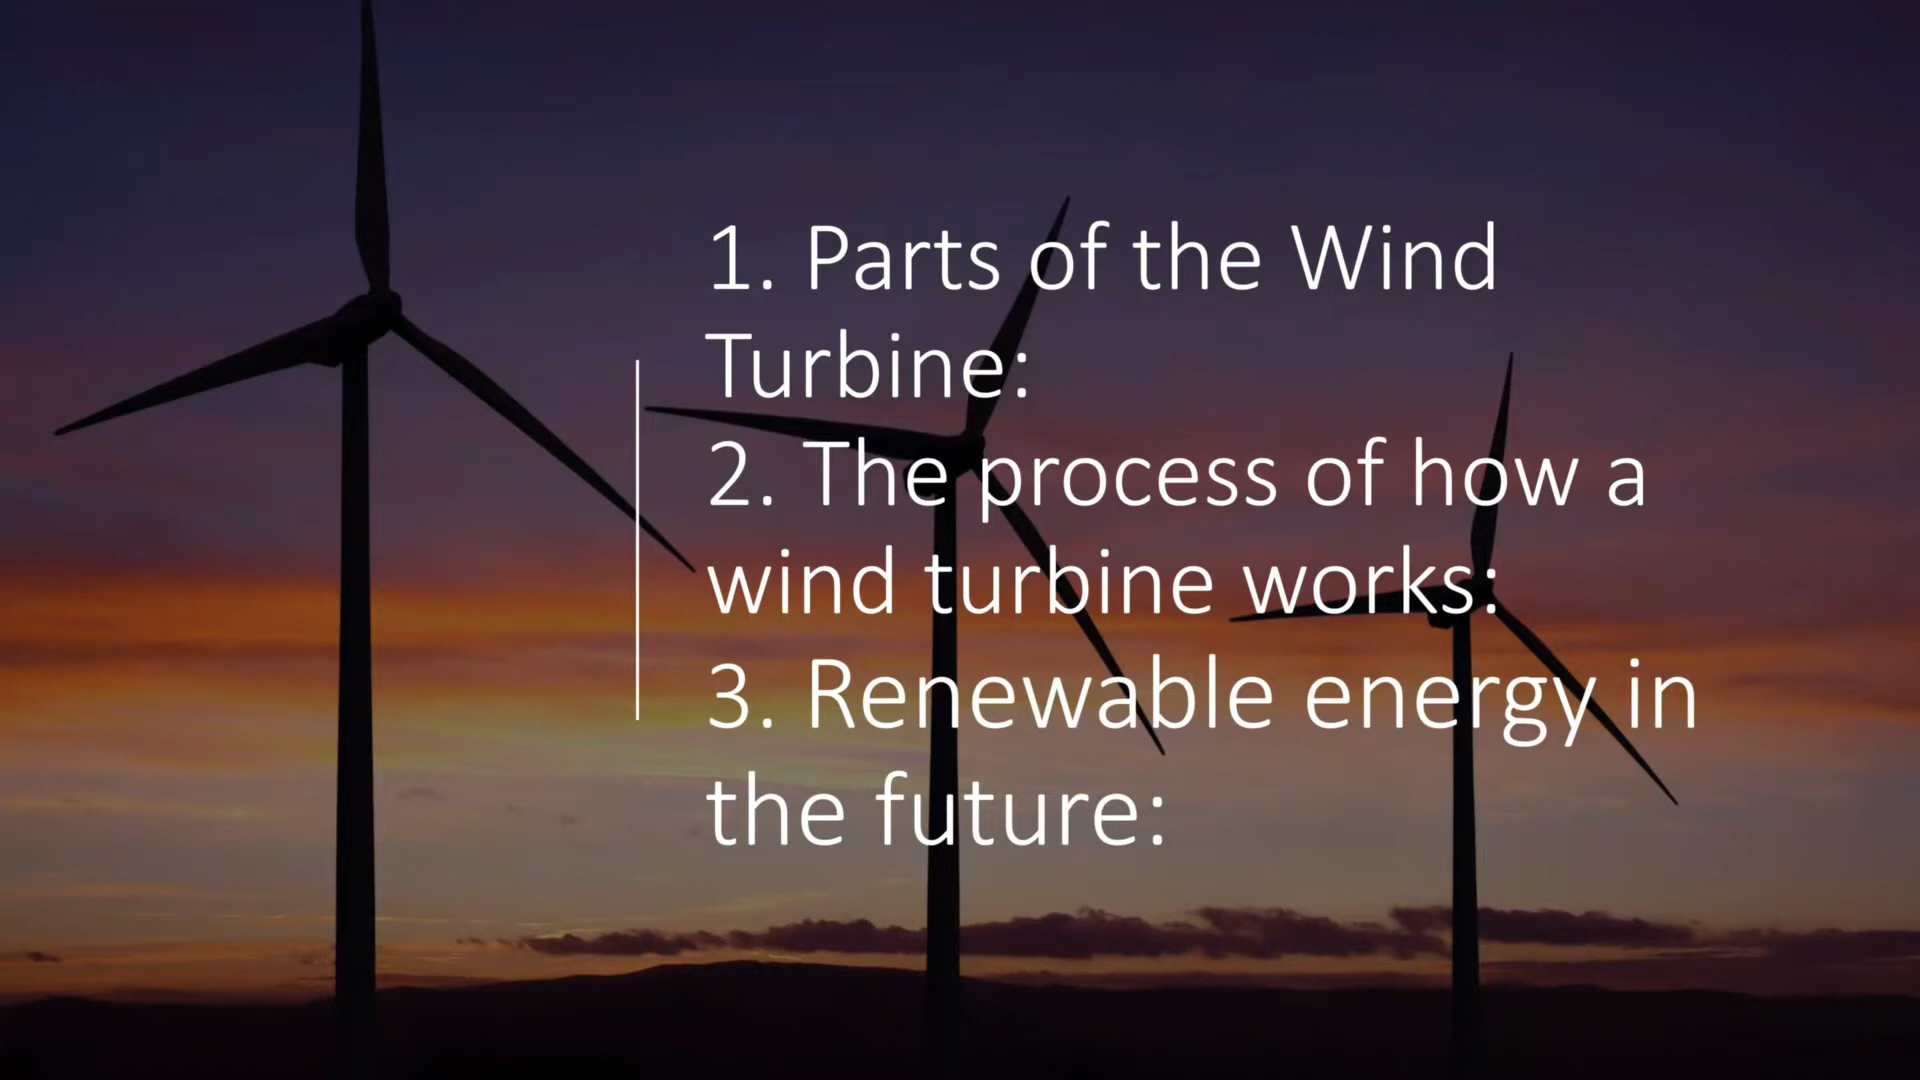 1. Parts of the Wind
Turbine:
2. The process of how a
wind turbine works:
3. Renewable energy in
the future: